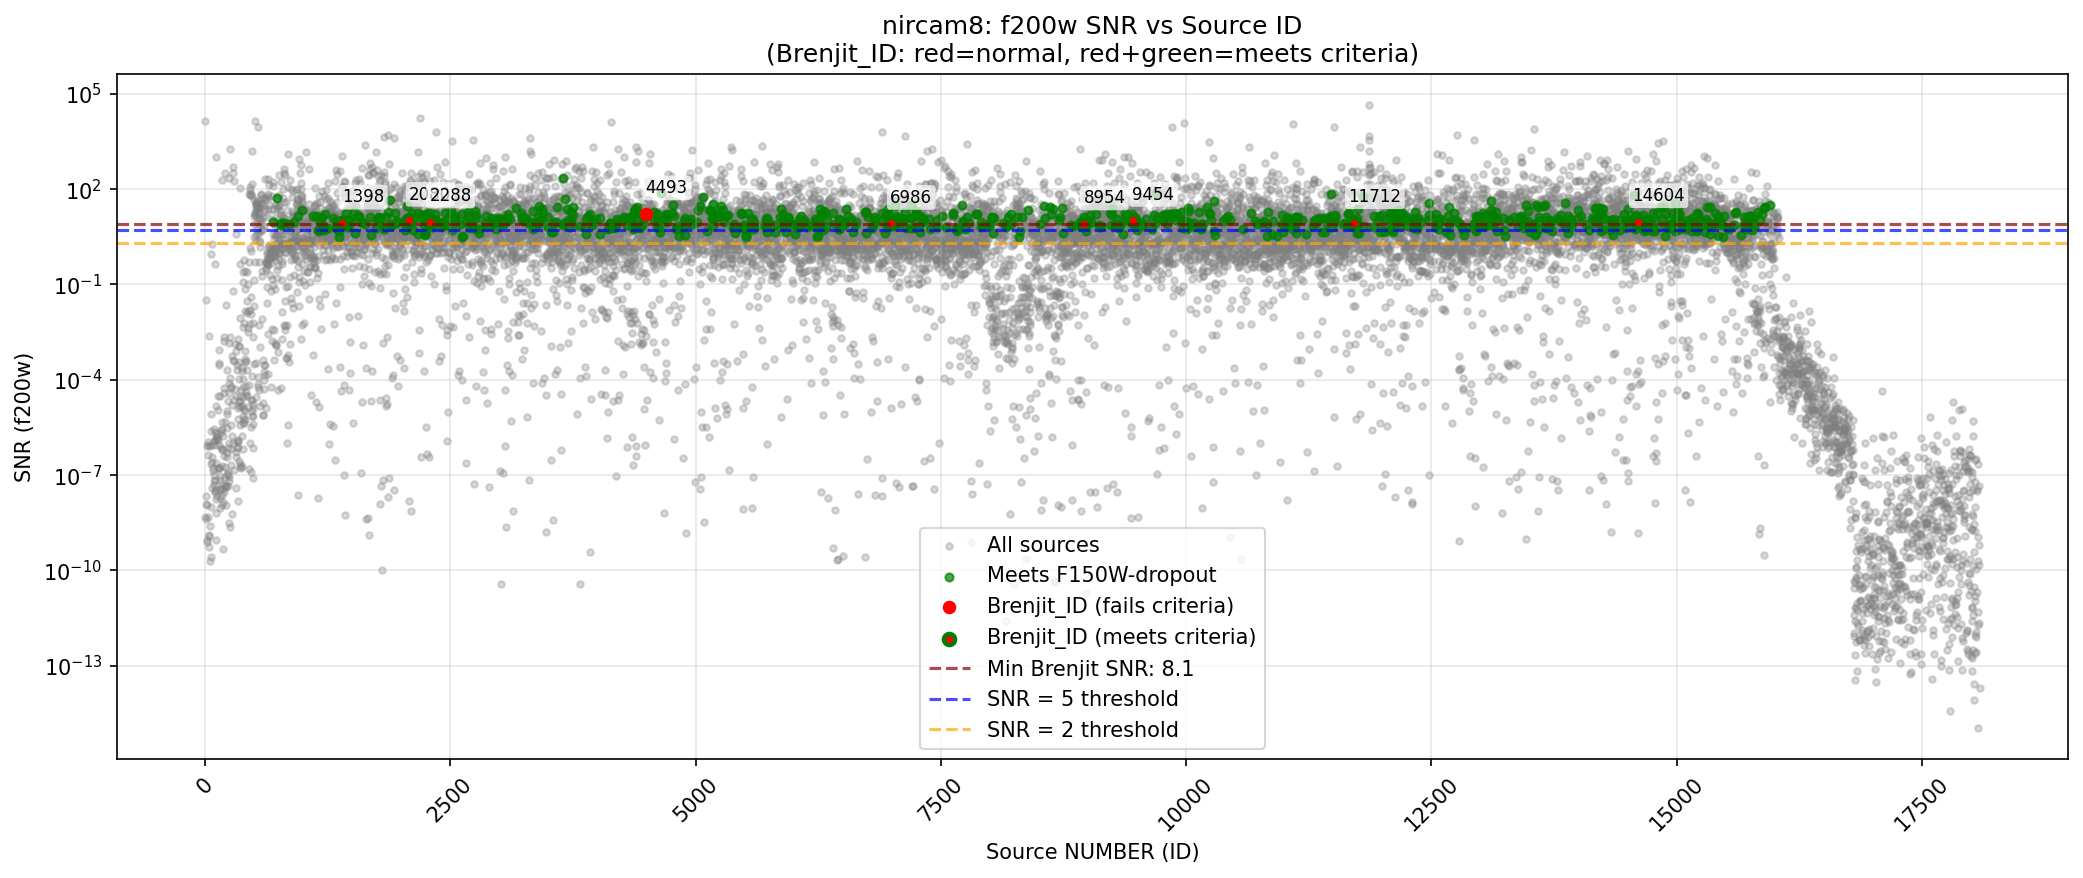 nircam8: f200w SNR vs Source ID
(Brenjit_ID: red=normal, red+green=meets criteria)
SNR (f200w)
10^5
10^2
10^-1
10^-4
10^-7
10^-10
10^-13
1398
2288
4493
6986
8954
9454
11712
14604
All sources
Meets F150W-dropout
Brenjit_ID (fails criteria)
Brenjit_ID (meets criteria)
Min Brenjit SNR: 8.1
SNR = 5 threshold
SNR = 2 threshold
0
2500
5000
7500
10000
12500
15000
17500
Source NUMBER (ID)